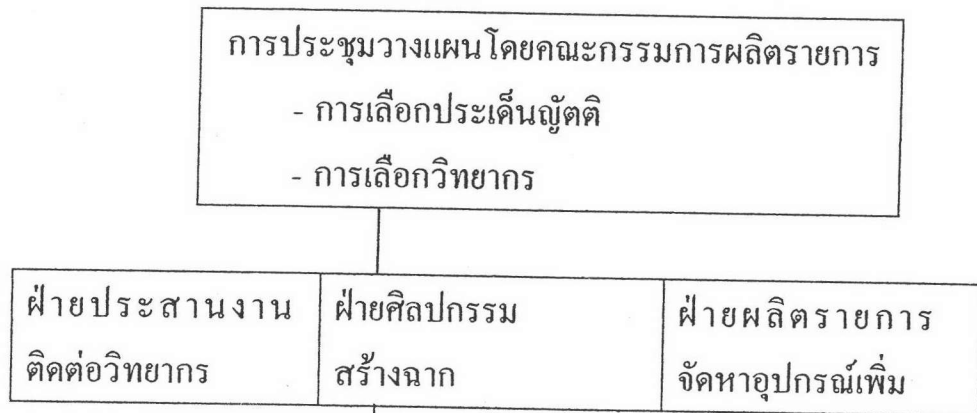 การประชุมวางแผนโดยคณะกรรมการผลิตรายการ
- การเลือกประเด็นญัตติ
- การเลือกวิทยากร
ฝ่ายประสานงาน
ติดต่อวิทยากร
ฝ่ายศิลปกรรม
สร้างฉาก
ฝ่ายผลิตรายการ
จัดหาอุปกรณ์เพิ่ม